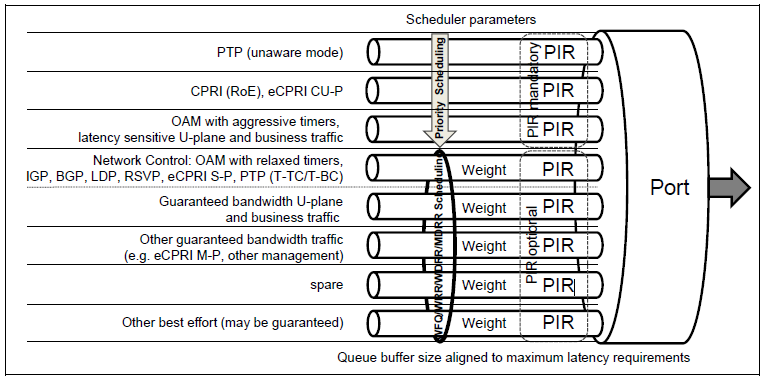 Scheduler parameters
PTP (unaware mode)
PIR
CPRI (RoE), eCPRI CU-P
PIR
OAM with aggressive timers,
latency sensitive U-plane and business traffic
PIR
Priority Scheduling
PIR mandatory
Network Control: OAM with relaxed timers,
IGP, BGP, LDP, RSVP, eCPRI S-P, PTP (T-TC/T-BC)
Weight
PIR
Guaranteed bandwidth U-plane
and business traffic
Weight
PIR
Other guaranteed bandwidth traffic
(e.g. eCPRI M-P, other management)
Weight
PIR
spare
Weight
PIR
Other best effort (may be guaranteed)
Weight
PIR
WFQ/WRR/WDRR/MDRR Scheduling
PIR optional
Port
Queue buffer size aligned to maximum latency requirements